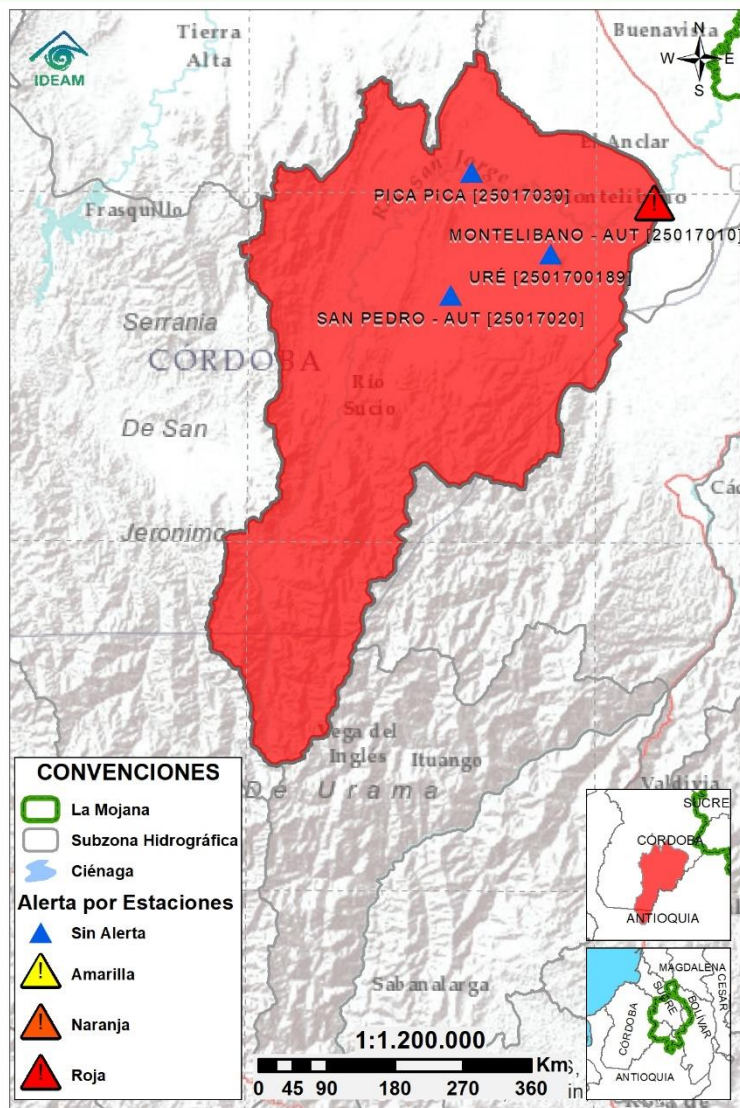 IDEAM
Tierra
Alta
Buenavista
N
W
E
S
El Anclar
San Jorge
PICA PICA [25017030]
Frasquillo
MONTELIBANO - AUT [25017010]
URÉ [2501700189]
SAN PEDRO - AUT [25017020]
Serrania
CÓRDOBA
Río
Sucio
De San
Jeronimo
Vega del
Ingles
Ituango
De Urama
Valdivia
Sabanalarga
CONVENCIONES
La Mojana
Subzona Hidrográfica
Ciénaga
Alerta por Estaciones
Sin Alerta
Amarilla
Naranja
Roja
1:1.200.000
Km
0 45 90 180 270 360
SUCRE
CÓRDOBA
ANTIOQUIA
MAGDALENA
CESAR
SUCRE
BOLÍVAR
CÓRDOBA
ANTIOQUIA